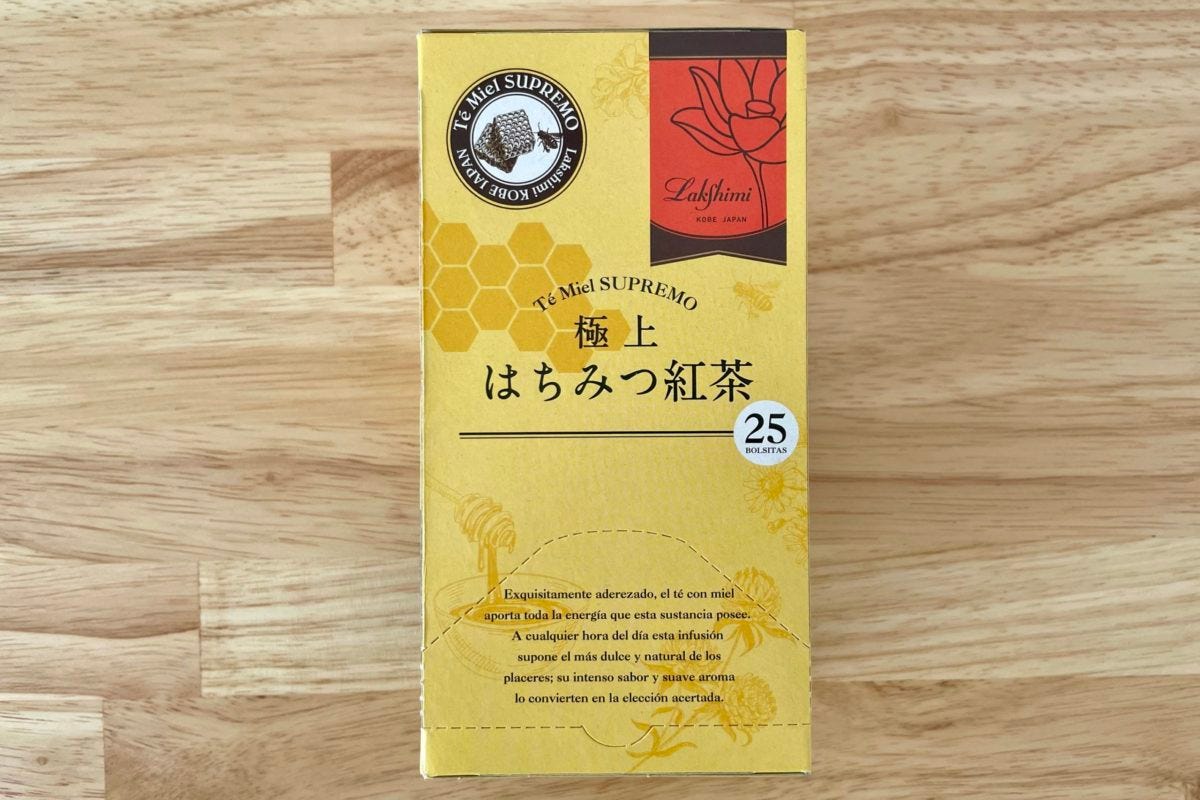 Té Miel SUPREMO
Lakshimi KOBE JAPAN
Lakshimi
KOBE JAPAN
Té Miel SUPREMO
極上
はちみつ紅茶
25
BOLSITAS
Exquisitamente aderezado, el té con miel
aporta toda la energía que esta sustancia posee.
A cualquier hora del día esta infusión
supone el más dulce y natural de los
placeres; su intenso sabor y suave aroma
lo convierten en la elección acertada.